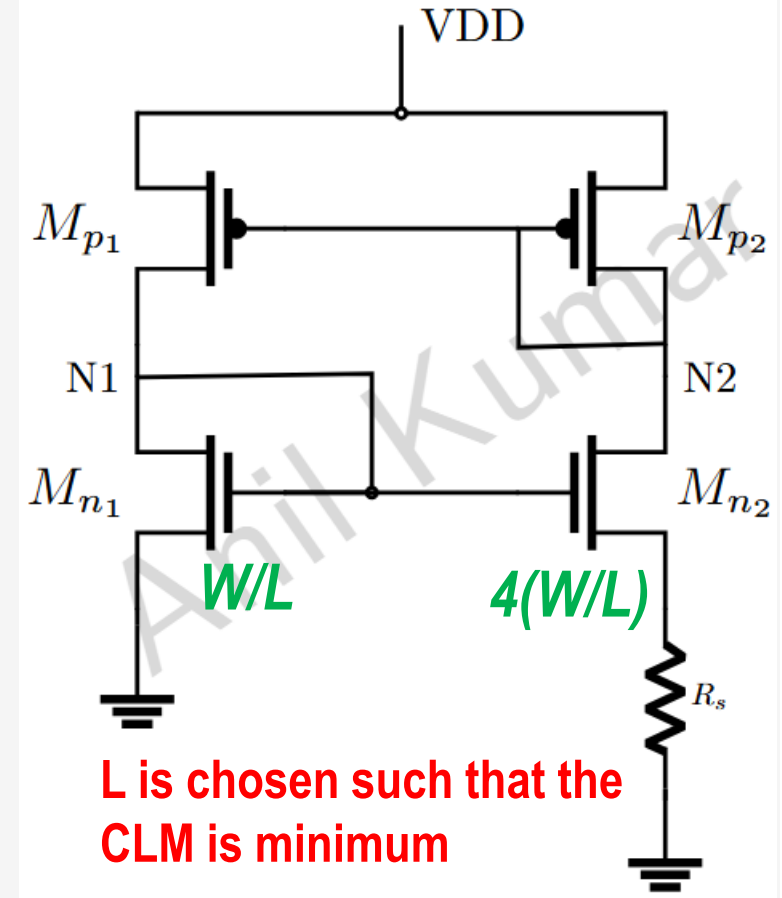 VDD
Mp1
Mp2
N1
N2
Mn1
Mn2
W/L
4(W/L)
Rs
L is chosen such that the
CLM is minimum
Anil Kumar